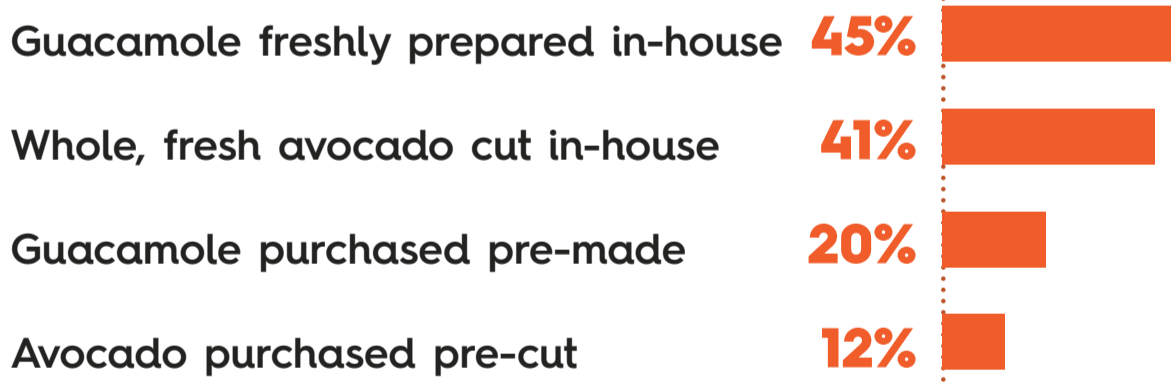 Guacamole freshly prepared in-house 45%
Whole, fresh avocado cut in-house 41%
Guacamole purchased pre-made 20%
Avocado purchased pre-cut 12%